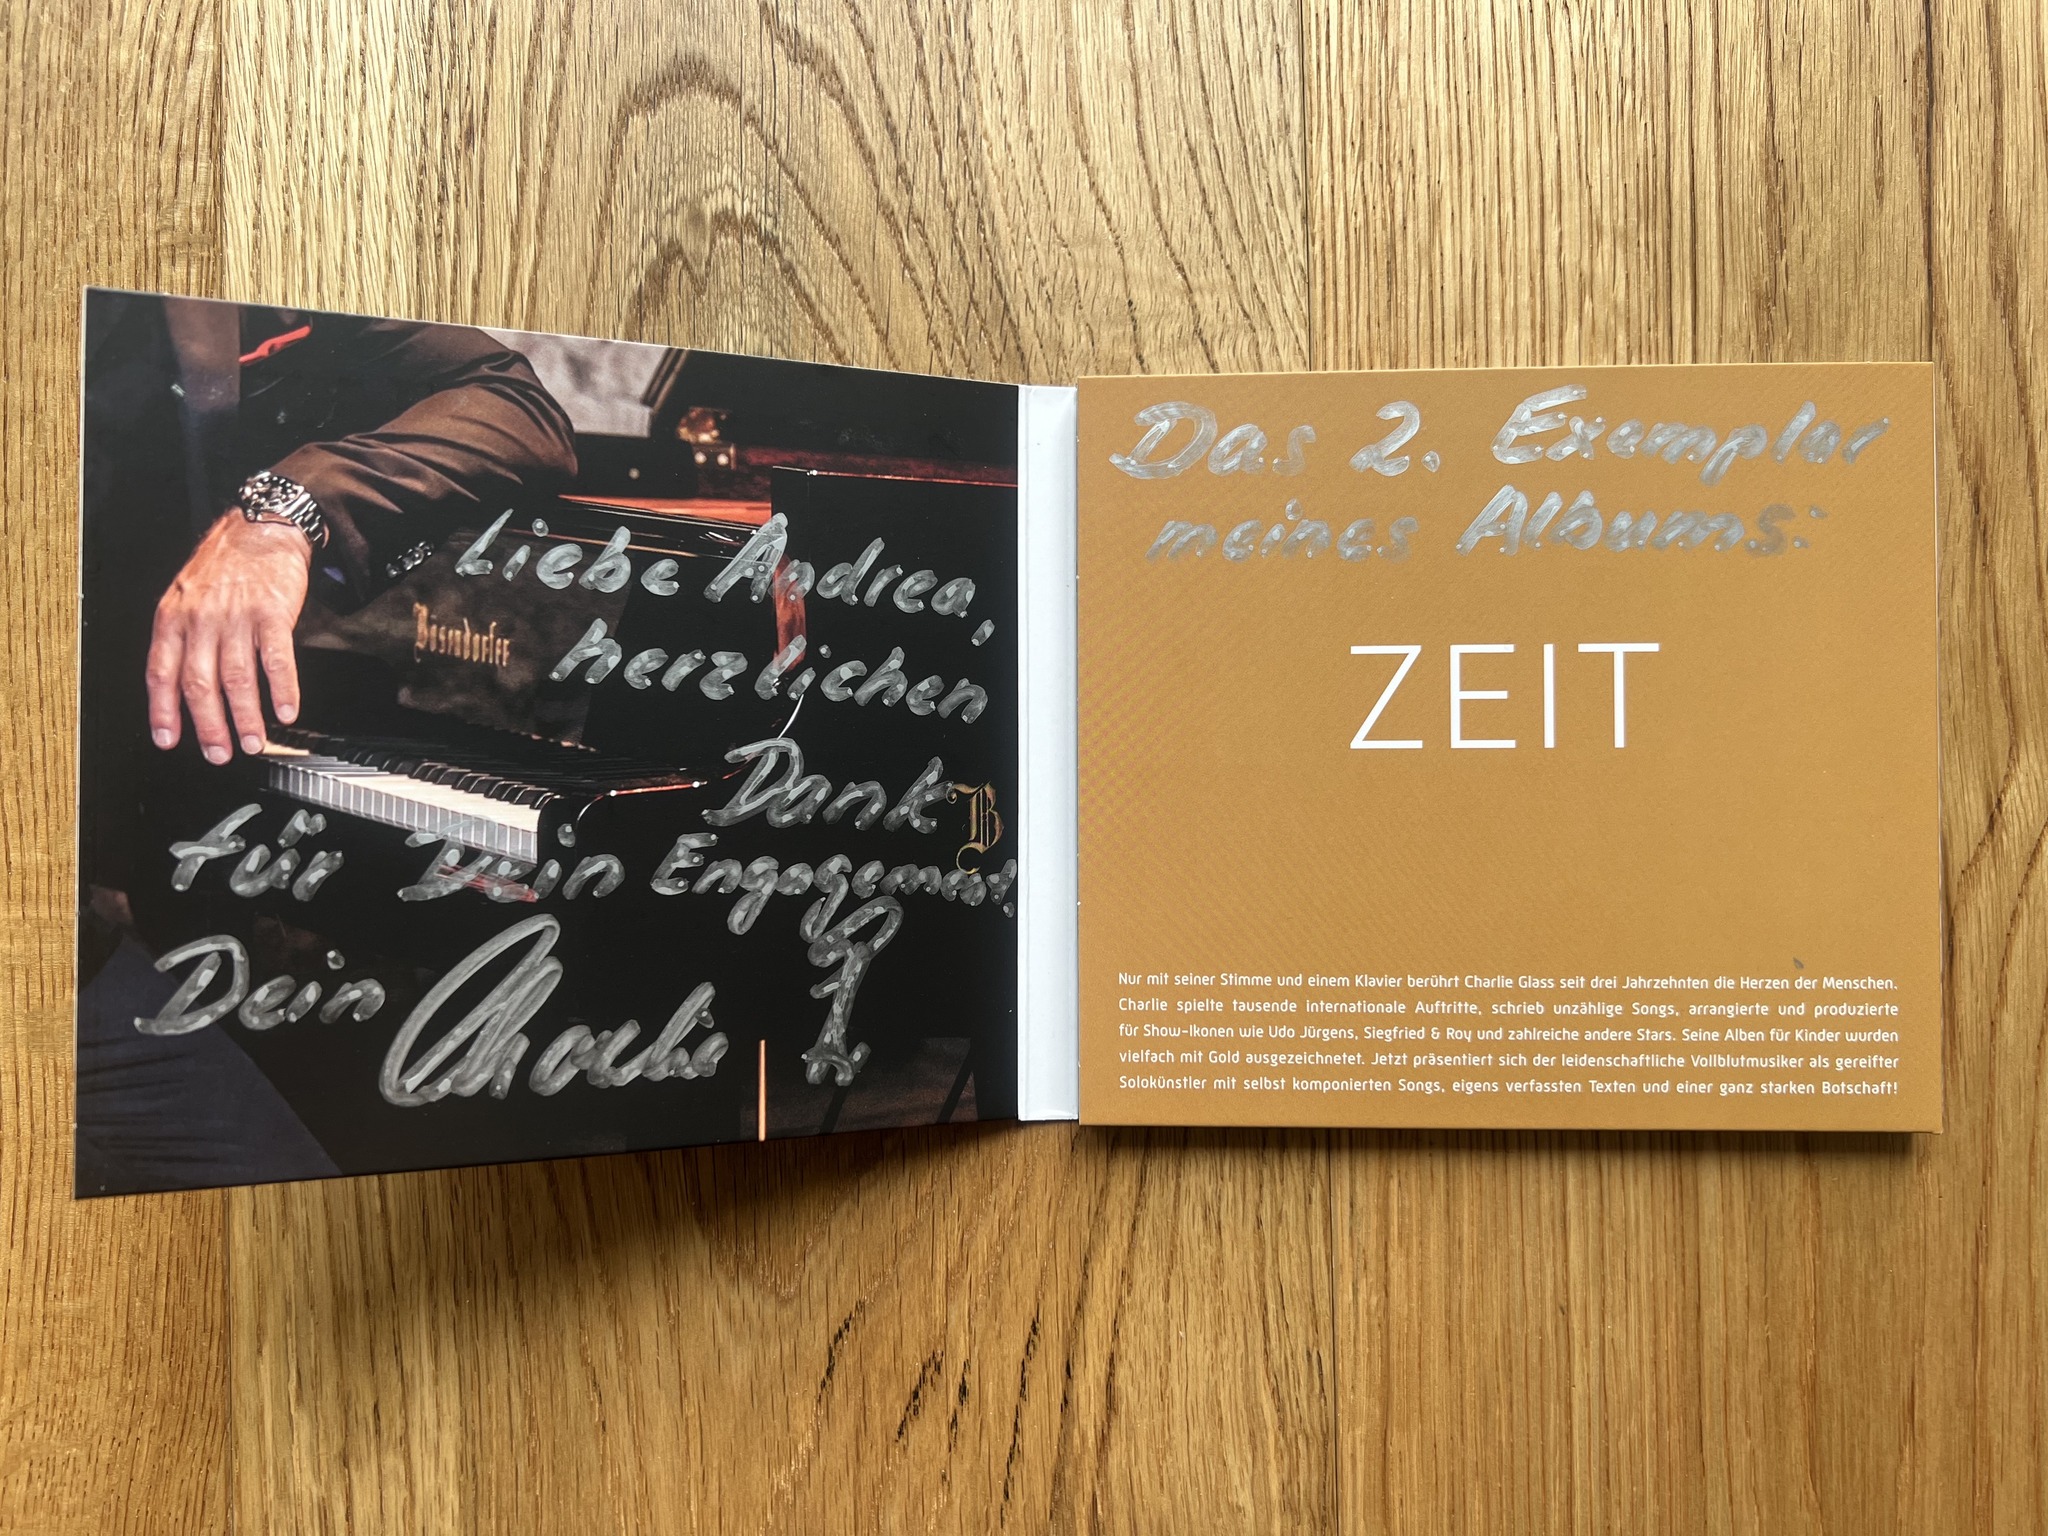 Liebe Andrea,
herzlichen
Dank
für Dein Engagement.
Dein Charlie
Bösendorfer
B
Das 2. Exemplar
meines Albums:
ZEIT
Nur mit seiner Stimme und einem Klavier berührt Charlie Glass seit drei Jahrzehnten die Herzen der Menschen.
Charlie spielte tausende internationale Auftritte, schrieb unzählige Songs, arrangierte und produzierte
für Show-Ikonen wie Udo Jürgens, Siegfried & Roy und zahlreiche andere Stars. Seine Alben für Kinder wurden
vielfach mit Gold ausgezeichnetet. Jetzt präsentiert sich der leidenschaftliche Vollblutmusiker als gereifter
Solokünstler mit selbst komponierten Songs, eigens verfassten Texten und einer ganz starken Botschaft!